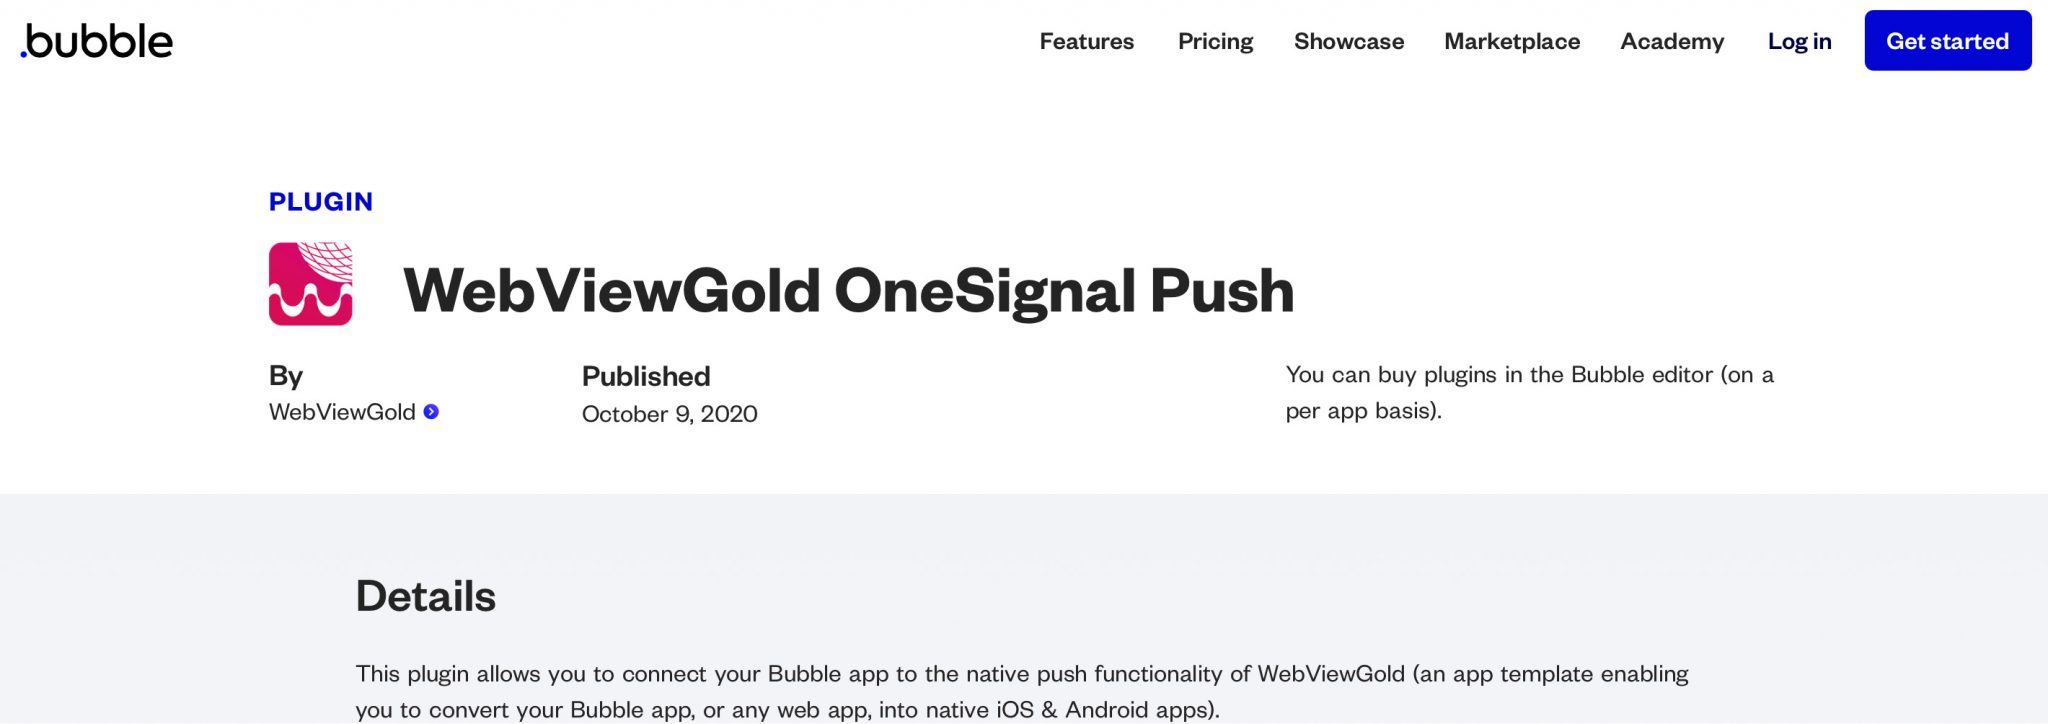 .bubble
Features Pricing Showcase Marketplace Academy Log in Get started
PLUGIN
WebViewGold OneSignal Push
By
WebViewGold
Published
October 9, 2020
You can buy plugins in the Bubble editor (on a
per app basis).
Details
This plugin allows you to connect your Bubble app to the native push functionality of WebViewGold (an app template enabling
you to convert your Bubble app, or any web app, into native iOS & Android apps).